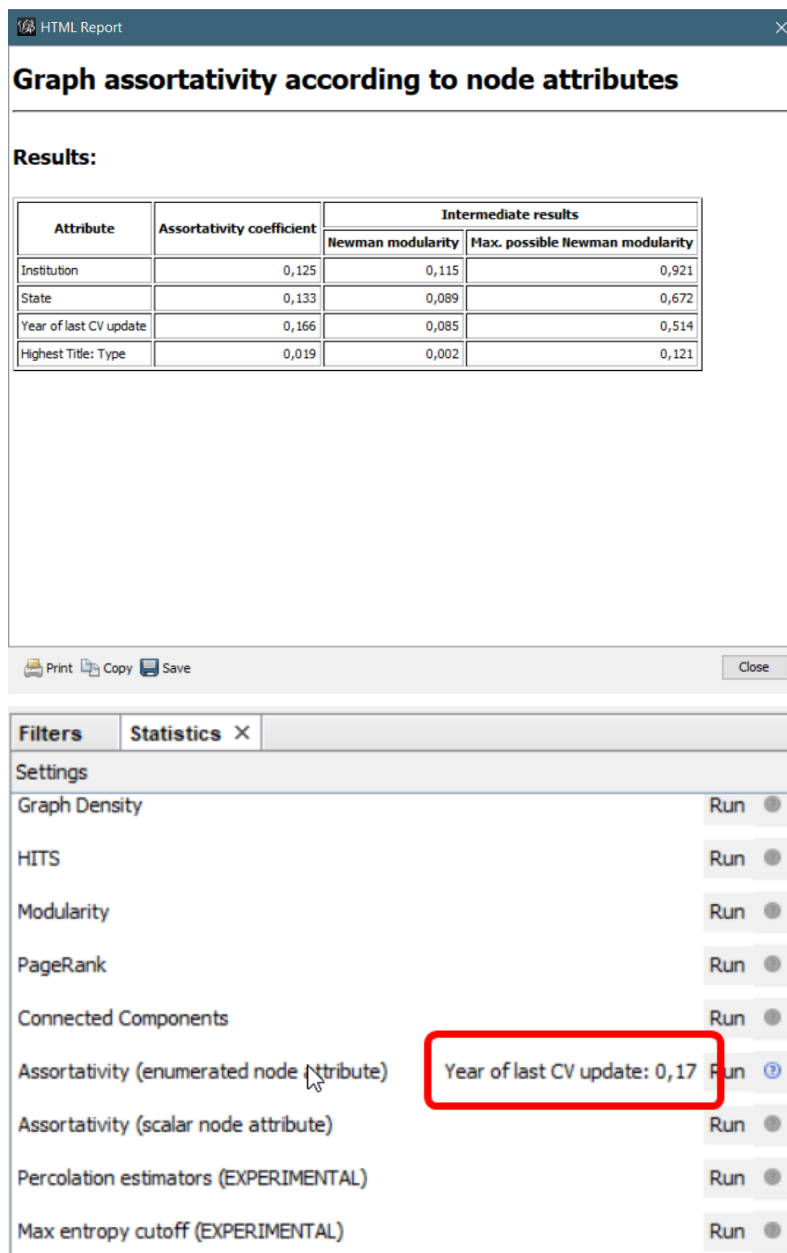 HTML Report
Graph assortativity according to node attributes
Results:
Attribute Assortativity coefficient Intermediate results
Newman modularity Max. possible Newman modularity
Institution 0,125 0,115 0,921
State 0,133 0,089 0,672
Year of last CV update 0,166 0,085 0,514
Highest Title: Type 0,019 0,002 0,121
Print Copy Save Close
Filters Statistics
Settings
Graph Density Run
HITS Run
Modularity Run
PageRank Run
Connected Components Run
Assortativity (enumerated node attribute) Year of last CV update: 0,17 Run
Assortativity (scalar node attribute) Run
Percolation estimators (EXPERIMENTAL) Run
Max entropy cutoff (EXPERIMENTAL) Run